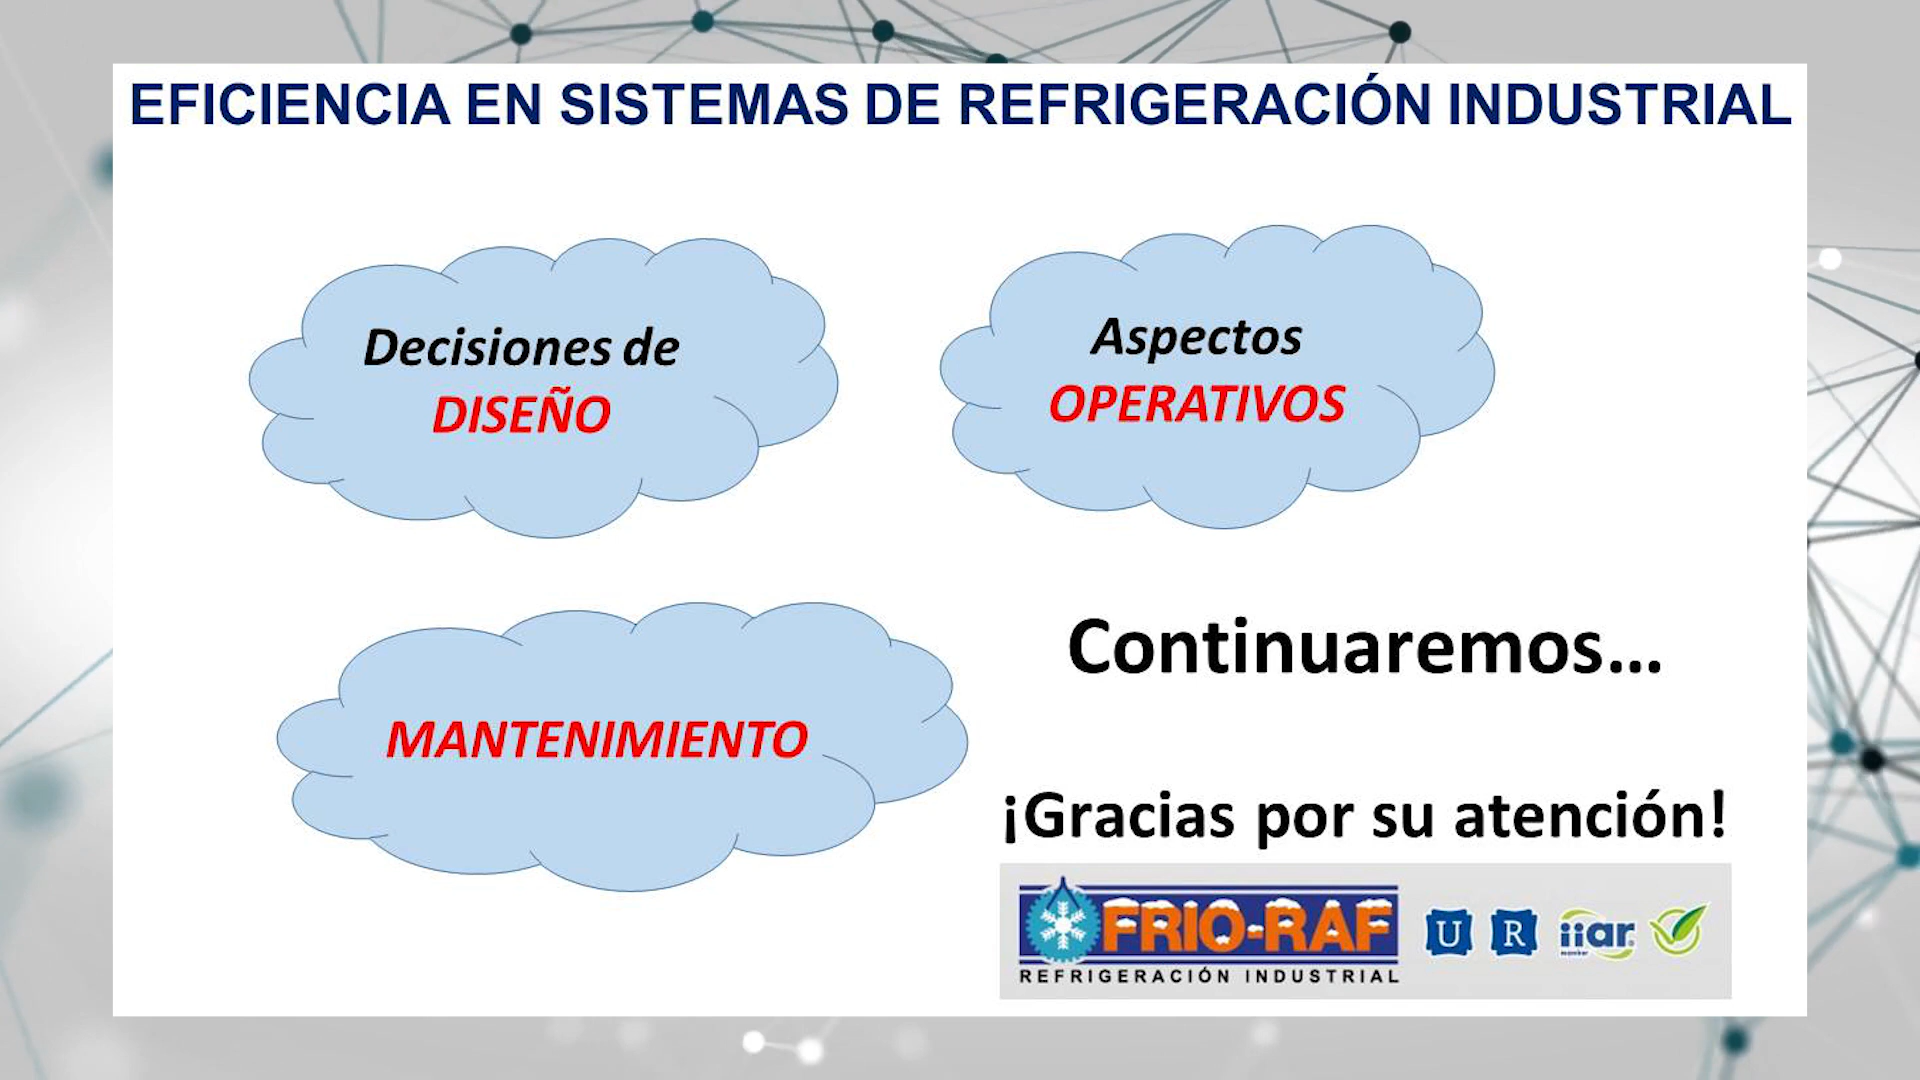 EFICIENCIA EN SISTEMAS DE REFRIGERACIÓN INDUSTRIAL
Decisiones de
DISEÑO
Aspectos
OPERATIVOS
MANTENIMIENTO
Continuaremos...
¡Gracias por su atención!
FRIO-RAF
REFRIGERACIÓN INDUSTRIAL
U R iiar
member